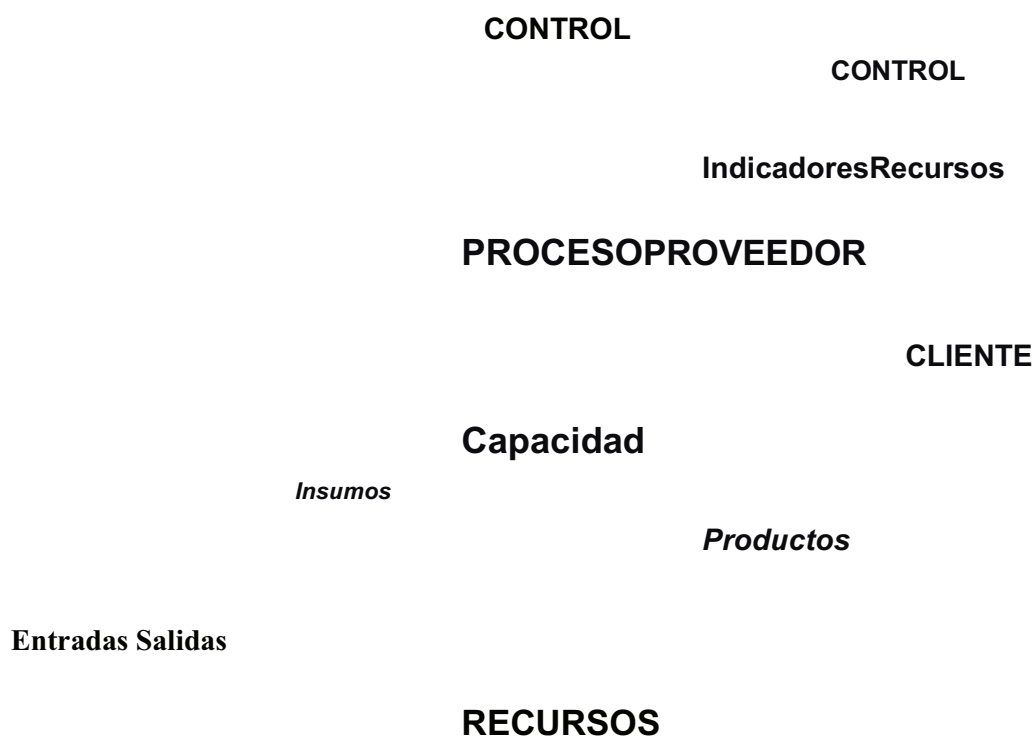 CONTROL
CONTROL
IndicadoresRecursos
PROCESOPROVEEDOR
CLIENTE
Capacidad
Insumos
Productos
Entradas Salidas
RECURSOS